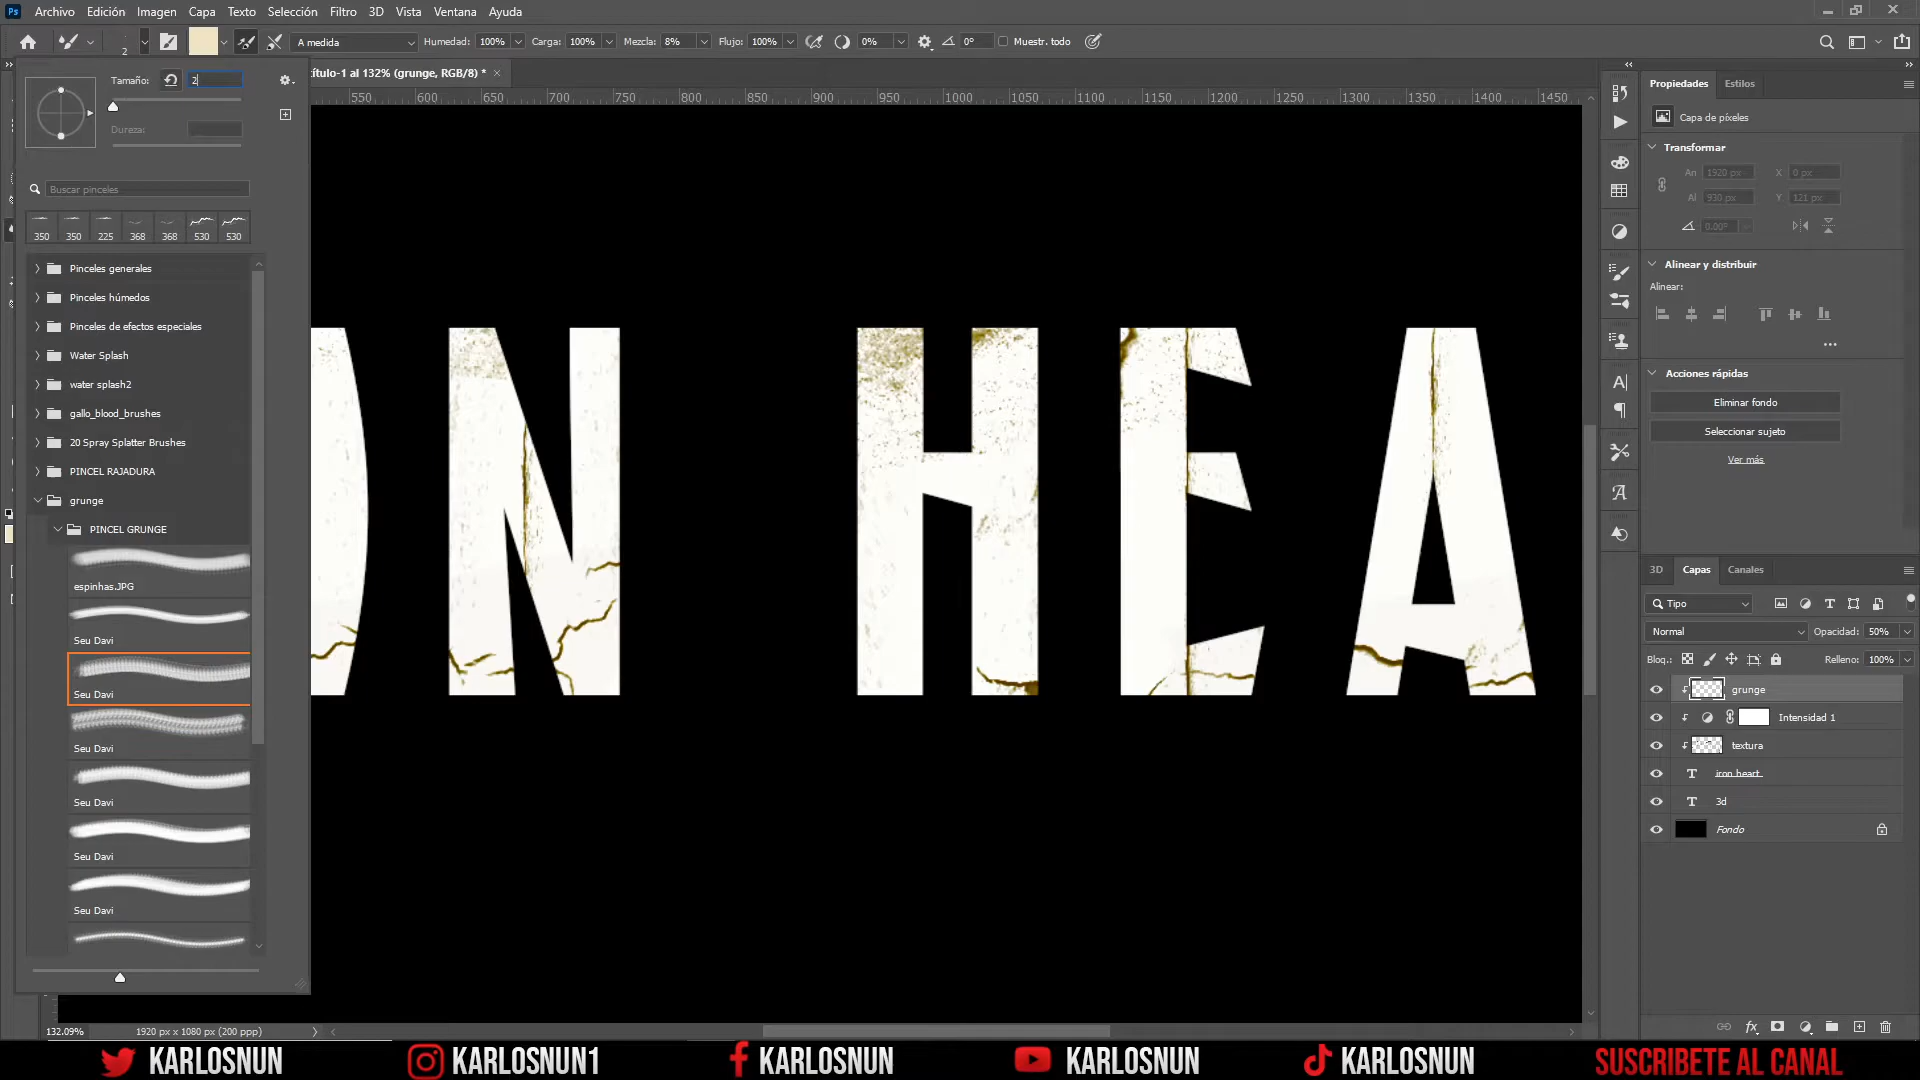 Ps Archivo Edición Imagen Capa Texto Selección Filtro 3D Vista Ventana Ayuda
2 A medida Humedad: 100% Carga: 100% Mezcla: 8% Flujo: 100% 0% 0° Muestr. todo
Tamaño: 2
Dureza:
Buscar pinceles
350 350 225 368 368 530 530
Pinceles generales
Pinceles húmedos
Pinceles de efectos especiales
Water Splash
water splash2
gallo_blood_brushes
20 Spray Splatter Brushes
PINCEL RAJADURA
grunge
PINCEL GRUNGE
espinhas.JPG
Seu Davi
Seu Davi
Seu Davi
Seu Davi
Seu Davi
Seu Davi
título-1 al 132% (grunge, RGB/8) *
550 600 650 700 750 800 850 900 950 1000 1050 1100 1150 1200 1250 1300 1350 1400 1450
ON HEA
132.09% 1920 px x 1080 px (200 ppp)
Propiedades Estilos
Capa de píxeles
Transformar
An 1920 px X 0 px
Al 930 px Y 121 px
0.00°
Alinear y distribuir
Alinear:
Acciones rápidas
Eliminar fondo
Seleccionar sujeto
Ver más
3D Capas Canales
Tipo
Normal Opacidad: 50%
Bloq.: Relleno: 100%
grunge
Intensidad 1
textura
iron heart
3d
Fondo
KARLOSNUN KARLOSNUN1 KARLOSNUN KARLOSNUN KARLOSNUN SUSCRIBETE AL CANAL